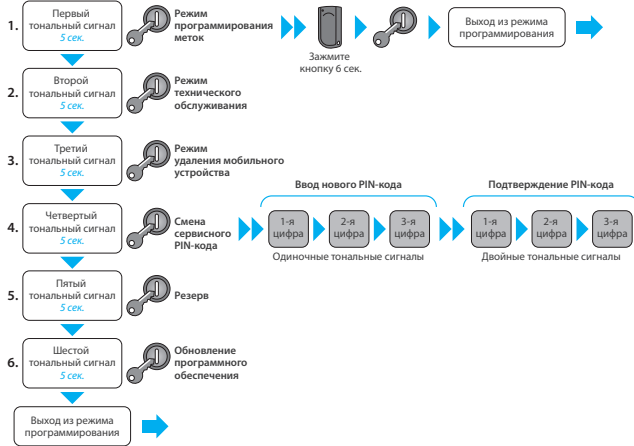 1.
Первый
тональный сигнал
5 сек.
Режим
программирования
меток
Зажмите
кнопку 6 сек.
Выход из режима
программирования
2.
Второй
тональный сигнал
5 сек.
Режим
технического
обслуживания
3.
Третий
тональный сигнал
5 сек.
Режим
удаления мобильного
устройства
4.
Четвертый
тональный сигнал
5 сек.
Смена
сервисного
PIN-кода
Ввод нового PIN-кода
1-я
цифра
2-я
цифра
3-я
цифра
Одиночные тональные сигналы
Подтверждение PIN-кода
1-я
цифра
2-я
цифра
3-я
цифра
Двойные тональные сигналы
5.
Пятый
тональный сигнал
5 сек.
Резерв
6.
Шестой
тональный сигнал
5 сек.
Обновление
программного
обеспечения
Выход из режима
программирования